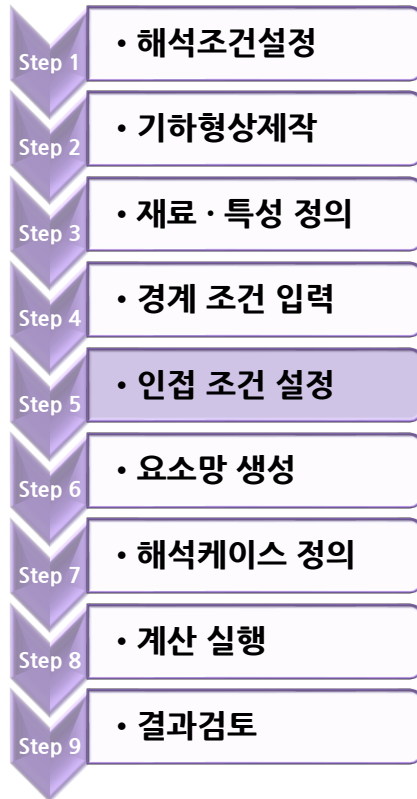 Step 1
• 해석조건설정
Step 2
• 기하형상제작
Step 3
• 재료 · 특성 정의
Step 4
• 경계 조건 입력
Step 5
• 인접 조건 설정
Step 6
• 요소망 생성
Step 7
• 해석케이스 정의
Step 8
• 계산 실행
Step 9
• 결과검토